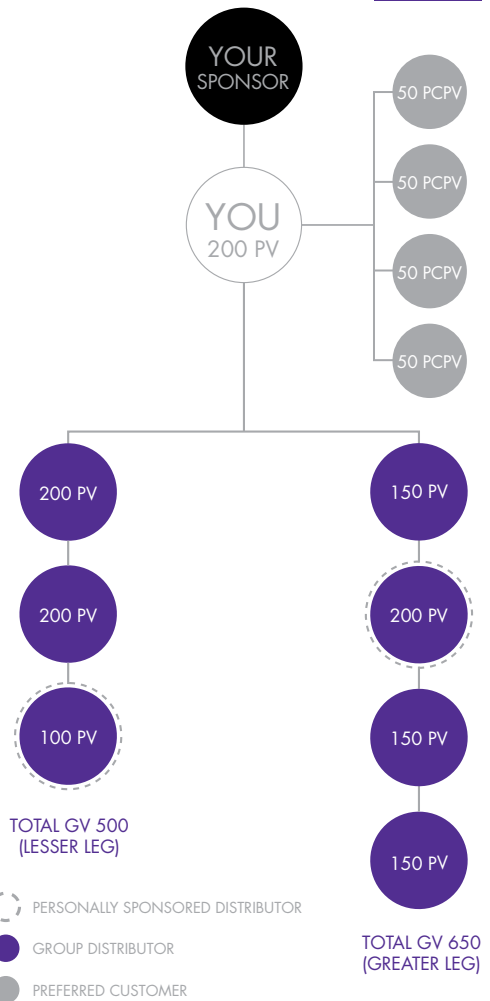 YOUR
SPONSOR
50 PCPV
50 PCPV
YOU
200 PV
50 PCPV
50 PCPV
200 PV
150 PV
200 PV
200 PV
100 PV
150 PV
TOTAL GV 500
(LESSER LEG)
150 PV
PERSONALLY SPONSORED DISTRIBUTOR
GROUP DISTRIBUTOR
TOTAL GV 650
(GREATER LEG)
PREFERRED CUSTOMER